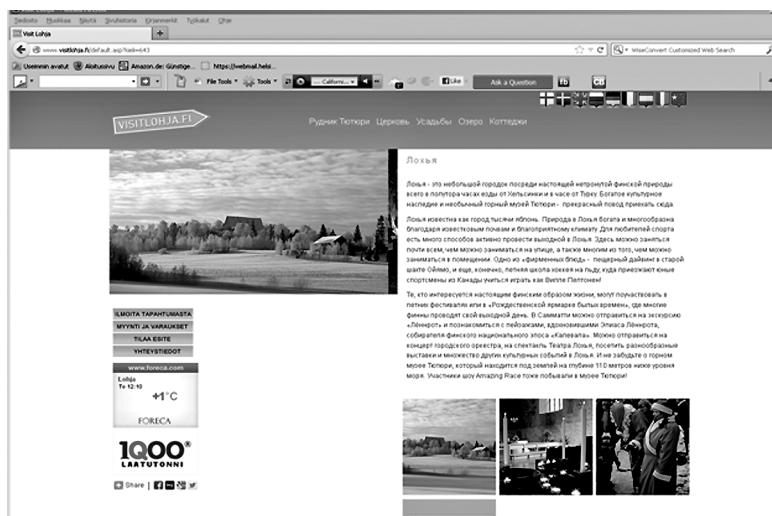 Tiedosto Muokkaa Näytä Sivuhistoria Kirjanmerkit Työkalut Ohje
Visit Lohja
www.visitlohja.fi/default.asp?kieli=643
WiseConvert Customized Web Search
Useimmin avatut Aloitussivu Amazon.de: Günstige... https://webmail.helsi...
File Tools Tools --- Californi... Like Ask a Question
VISITLOHJA.FI
Рудник Тютюри Церковь Усадьбы Озеро Коттеджи
Лохья
Лохья - это небольшой городок посреди настоящей нетронутой финской природы
всего в полутора часах езды от Хельсинки и в часе от Турку. Богатое культурное
наследие и необычный горный музей Тютюри - прекрасный повод приехать сюда.
Лохья известна как город тысячи яблонь. Природа в Лохья богата и многообразна
благодаря известковым почвам и благоприятному климату. Для любителей спорта
есть много способов активно провести выходной в Лохья. Здесь можно заняться
почти всем, чем можно заниматься на улице, а также многим из того, чем можно
заниматься в помещении. Одно из «фирменных блюд» - пещерный дайвинг в старой
шахте Ойямо, и еще, конечно, летняя школа хоккея на льду, куда приезжают юные
спортсмены из Канады учиться играть как Вилле Пелтонен!
Те, кто интересуется настоящим финским образом жизни, могут поучаствовать в
летних фестивалях или в «Рождественской ярмарке былых времен», где многие
финны проводят свой выходной день. В Самматти можно отправиться на экскурсию
«Лённрот» и познакомиться с пейзажами, вдохновившими Элиаса Лённрота,
собирателя финского национального эпоса «Калевала». Можно отправиться на
концерт городского оркестра, на спектакль Театра Лохья, посетить разнообразные
выставки и множество других культурных событий в Лохья. И не забудьте о горном
музее Тютюри, который находится под землей на глубине 110 метров ниже уровня
моря. Участники шоу Amazing Race тоже побывали в музее Тютюри!
ILMOITA TAPAHTUMASTA
MYYNTI JA VARAUKSET
TILAA ESITE
YHTEYSTIEDOT
www.foreca.com
Lohja
To 12:10
+1°C
FORECA
1000®
LAATUTONNI
Share